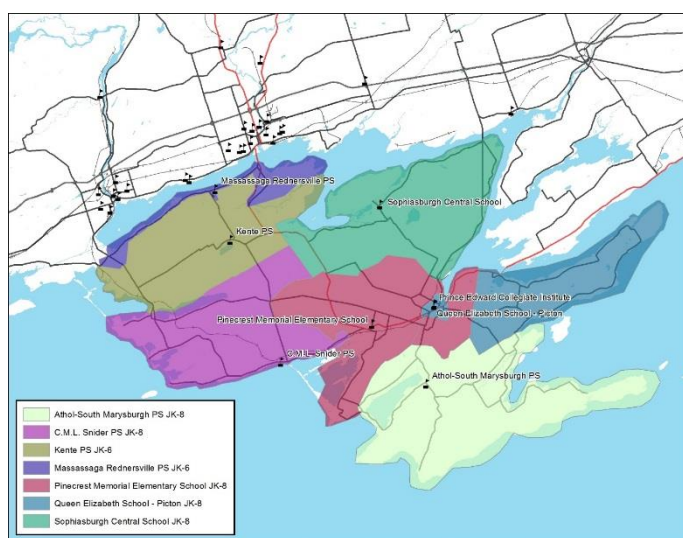 Massassaga Rednersville PS
Sophiasburgh Central School
Kente PS
Prince Edward Collegiate Institute
Queen Elizabeth School - Picton
Pinecrest Memorial Elementary School
C.M.L. Snider PS
Athol-South Marysburgh PS
Athol-South Marysburgh PS JK-8
C.M.L. Snider PS JK-8
Kente PS JK-6
Massassaga Rednersville PS JK-6
Pinecrest Memorial Elementary School JK-8
Queen Elizabeth School - Picton JK-8
Sophiasburgh Central School JK-8